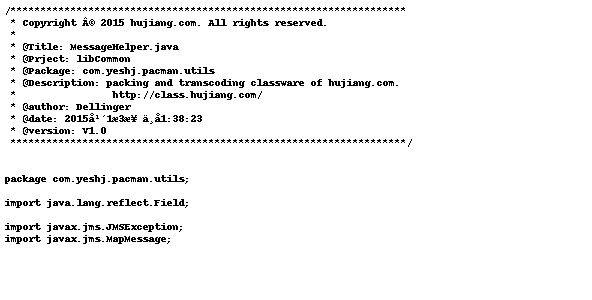 /******************************************************************
 * Copyright Â© 2015 hujiang.com. All rights reserved.
 *
 * @Title: MessageHelper.java
 * @Prject: libCommon
 * @Package: com.yeshj.pacman.utils
 * @Description: packing and transcoding classware of hujiang.com.
 *                http://class.hujiang.com/
 * @author: Dellinger
 * @date: 2015å¹´1æ3æ¥ ä¸å1:38:23
 * @version: V1.0
 ******************************************************************/
package com.yeshj.pacman.utils;
import java.lang.reflect.Field;
import javax.jms.JMSException;
import javax.jms.MapMessage;